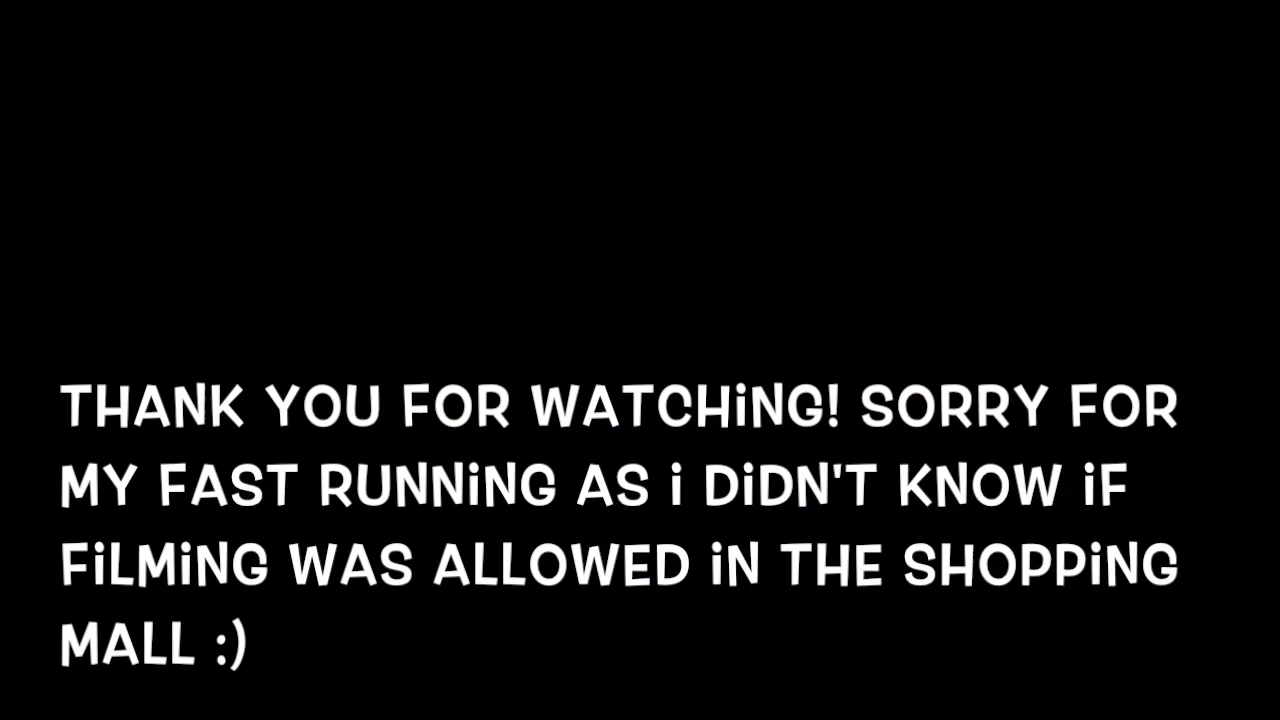 THANK YOU FOR WATCHiNG! SORRY FOR
MY FAST RUNNiNG AS i DiDN'T KNOW iF
FiLMiNG WAS ALLOWED iN THE SHOPPiNG
MALL :)